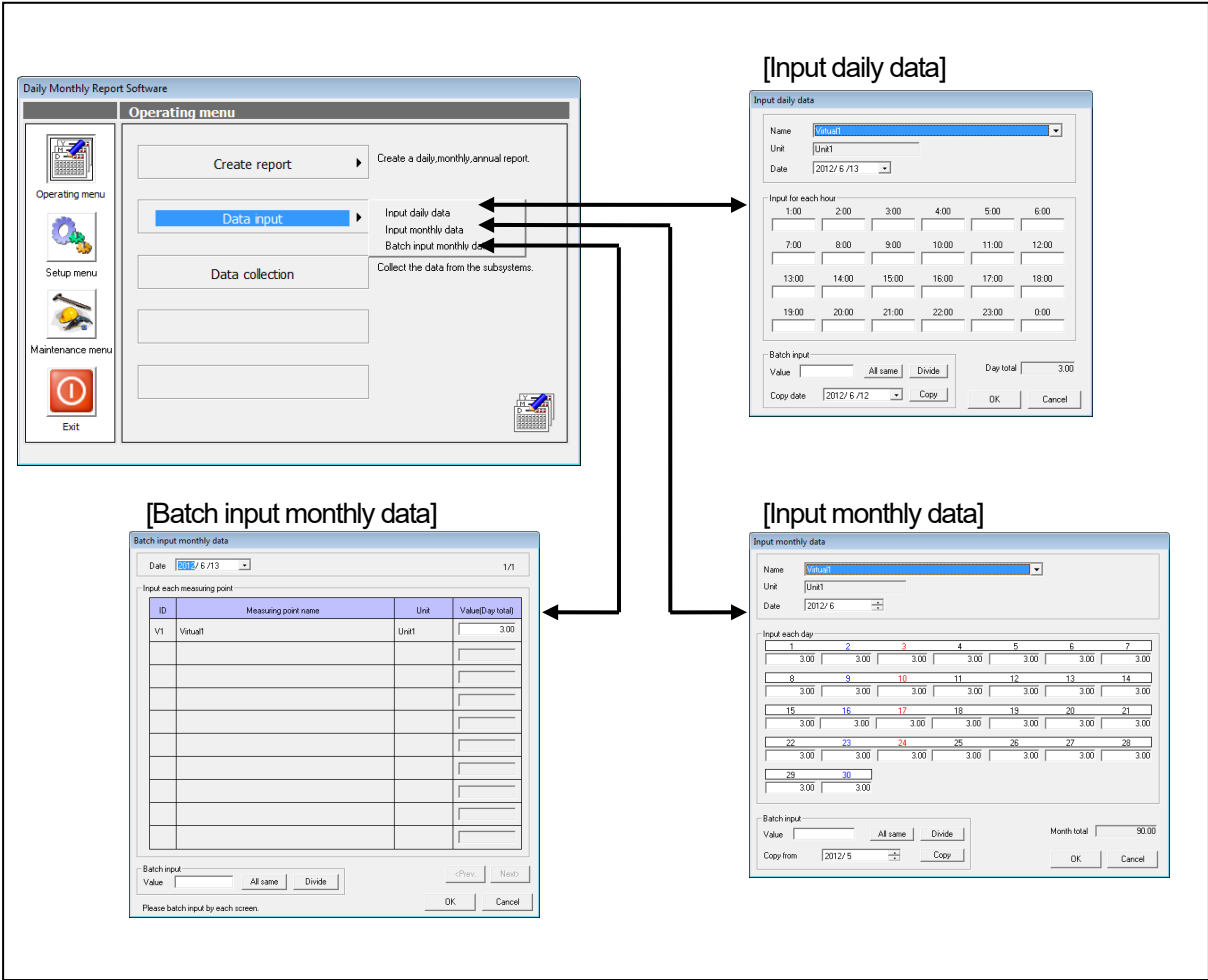 Daily Monthly Report Software
Operating menu
Operating menu
Setup menu
Maintenance menu
Exit
Create report
Create a daily,monthly,annual report.
Data input
Input daily data
Input monthly data
Batch input monthly da
Data collection
Collect the data from the subsystems.
[Input daily data]
Input daily data
Name Virtual1
Unit Unit1
Date 2012/ 6 /13
Input for each hour
1:00 2:00 3:00 4:00 5:00 6:00
7:00 8:00 9:00 10:00 11:00 12:00
13:00 14:00 15:00 16:00 17:00 18:00
19:00 20:00 21:00 22:00 23:00 0:00
Batch input
Value All same Divide
Day total 3.00
Copy date 2012/ 6 /12 Copy
OK Cancel
[Batch input monthly data]
Batch input monthly data
Date 2012/ 6 /13 1/1
Input each measuring point
ID Measuring point name Unit Value(Day total)
V1 Virtual1 Unit1 3.00
Batch input
Value All same Divide
<Prev. Next>
Please batch input by each screen.
OK Cancel
[Input monthly data]
Input monthly data
Name Virtual1
Unit Unit1
Date 2012/ 6
Input each day
1 2 3 4 5 6 7
3.00 3.00 3.00 3.00 3.00 3.00 3.00
8 9 10 11 12 13 14
3.00 3.00 3.00 3.00 3.00 3.00 3.00
15 16 17 18 19 20 21
3.00 3.00 3.00 3.00 3.00 3.00 3.00
22 23 24 25 26 27 28
3.00 3.00 3.00 3.00 3.00 3.00 3.00
29 30
3.00 3.00
Batch input
Value All same Divide
Month total 90.00
Copy from 2012/ 5 Copy
OK Cancel